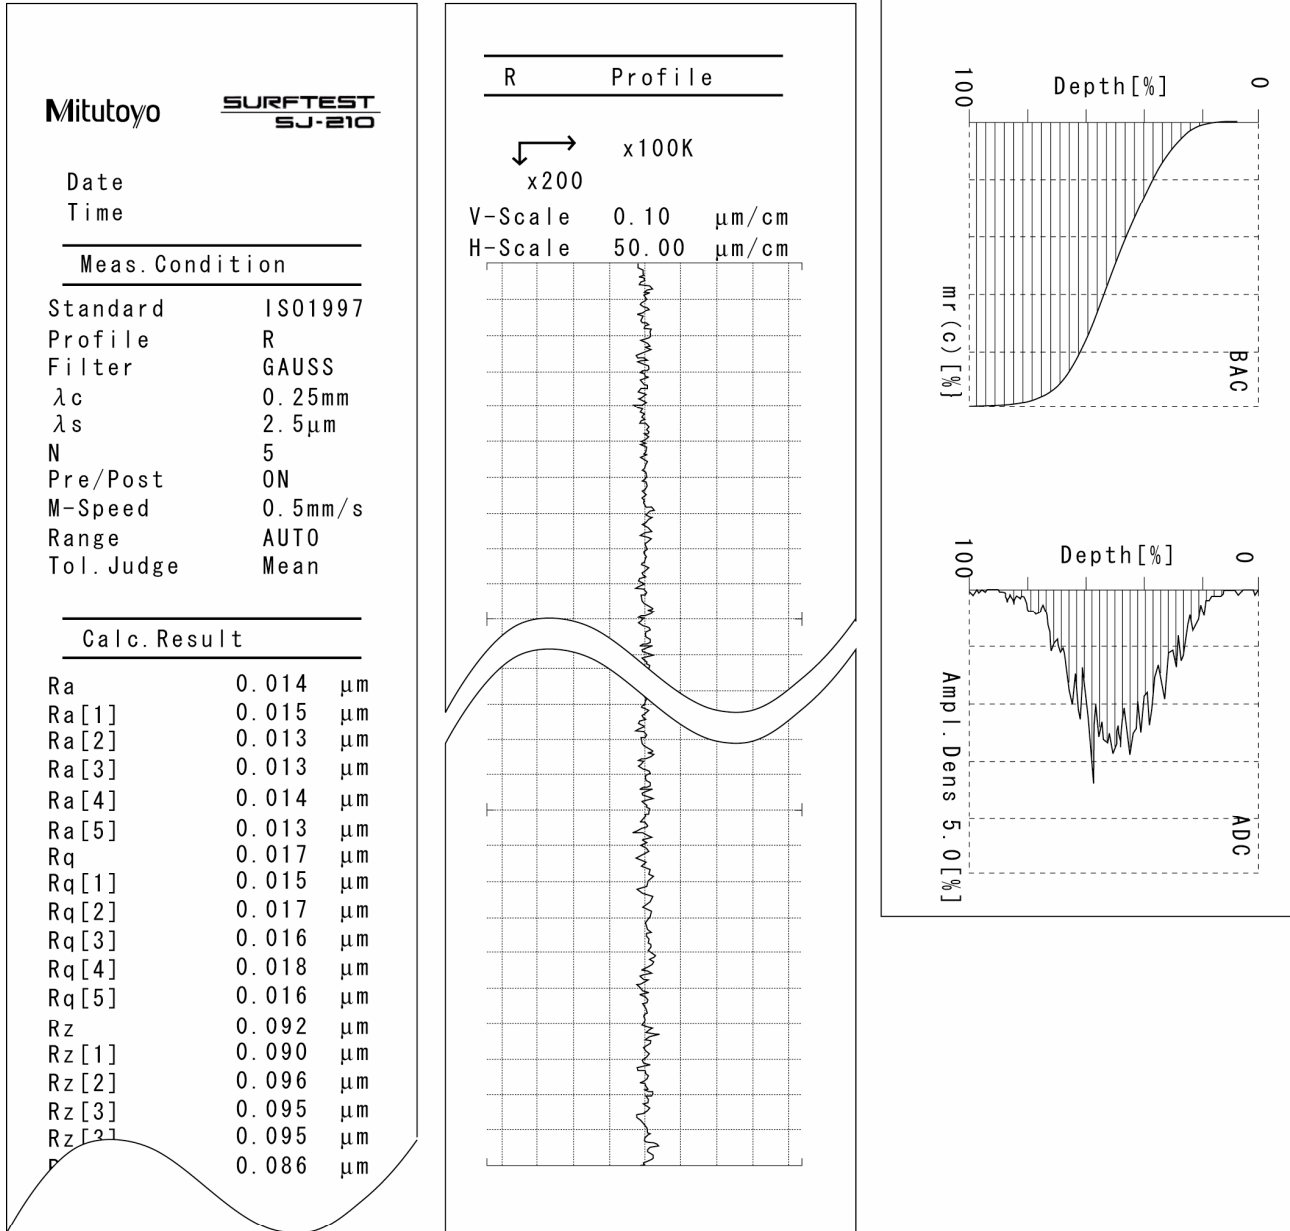 Mitutoyo SURFTEST
SJ-210
Date
Time
Meas.Condition
Standard ISO1997
Profile R
Filter GAUSS
λc 0.25mm
λs 2.5μm
N 5
Pre/Post ON
M-Speed 0.5mm/s
Range AUTO
Tol.Judge Mean
Calc.Result
Ra 0.014 μm
Ra[1] 0.015 μm
Ra[2] 0.013 μm
Ra[3] 0.013 μm
Ra[4] 0.014 μm
Ra[5] 0.013 μm
Rq 0.017 μm
Rq[1] 0.015 μm
Rq[2] 0.017 μm
Rq[3] 0.016 μm
Rq[4] 0.018 μm
Rq[5] 0.016 μm
Rz 0.092 μm
Rz[1] 0.090 μm
Rz[2] 0.096 μm
Rz[3] 0.095 μm
Rz[3] 0.095 μm
0.086 μm
R Profile
x100K
x200
V-Scale 0.10 μm/cm
H-Scale 50.00 μm/cm
100 Depth[%] 0
mr(c)[%]
BAC
100 Depth[%] 0
Ampl.Dens 5.0[%]
ADC